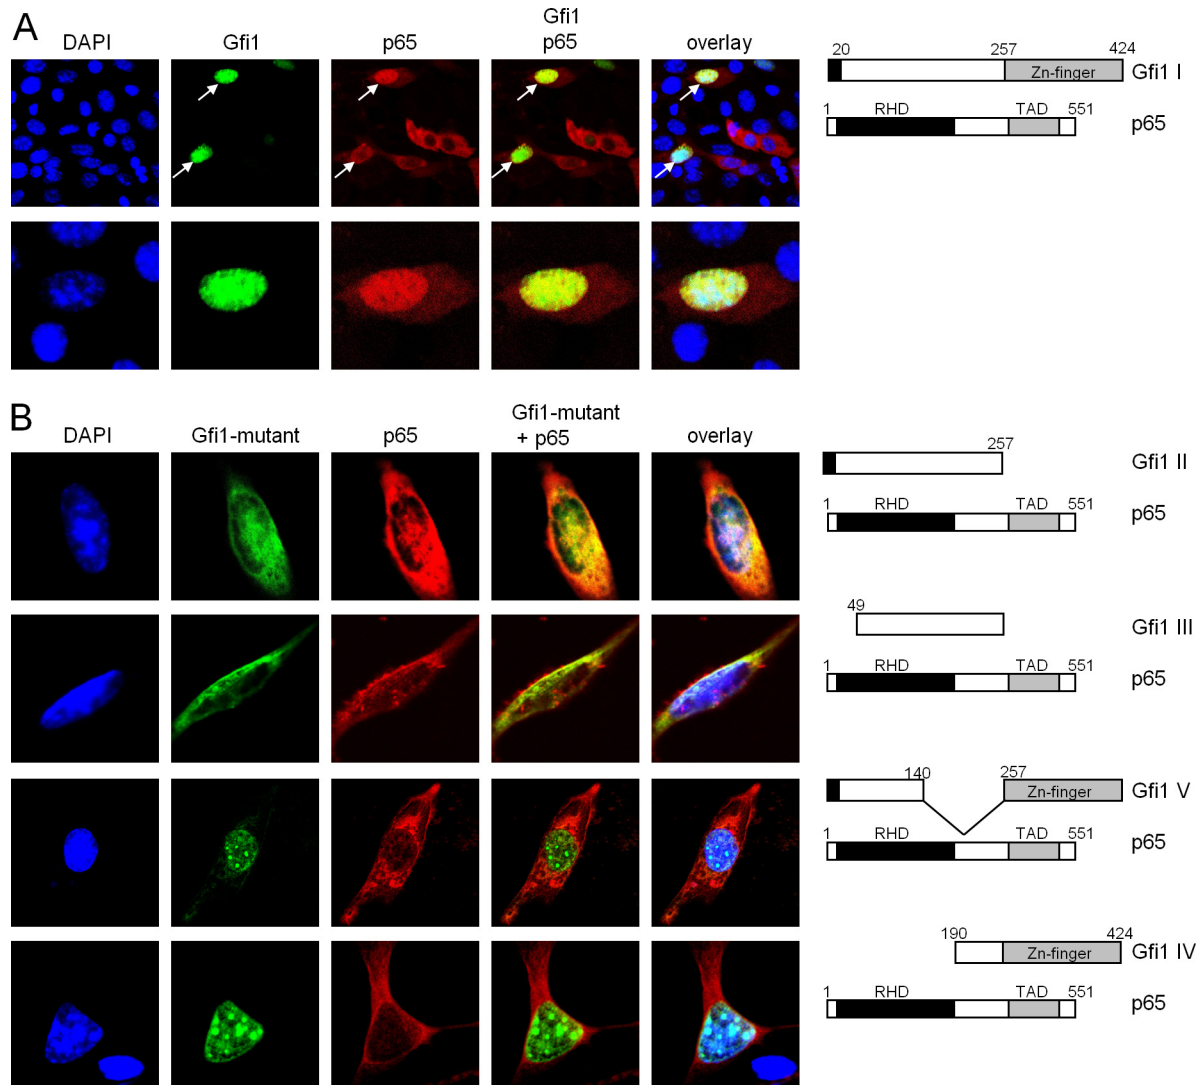 A
DAPI
Gfi1
p65
Gfi1
p65
overlay
20
257
424
Zn-finger
Gfi1 I
1
RHD
TAD
551
p65
B
DAPI
Gfi1-mutant
p65
Gfi1-mutant
+ p65
overlay
257
Gfi1 II
1
RHD
TAD
551
p65
49
Gfi1 III
1
RHD
TAD
551
p65
140
257
Zn-finger
Gfi1 V
1
RHD
TAD
551
p65
190
424
Zn-finger
Gfi1 IV
1
RHD
TAD
551
p65